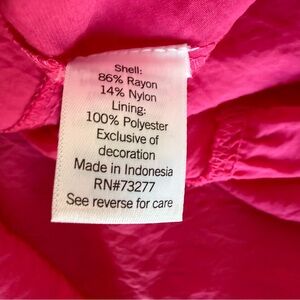 Shell:
86% Rayon
14% Nylon
Lining:
100% Polyester
Exclusive of
decoration
Made in Indonesia
RN#73277
See reverse for care